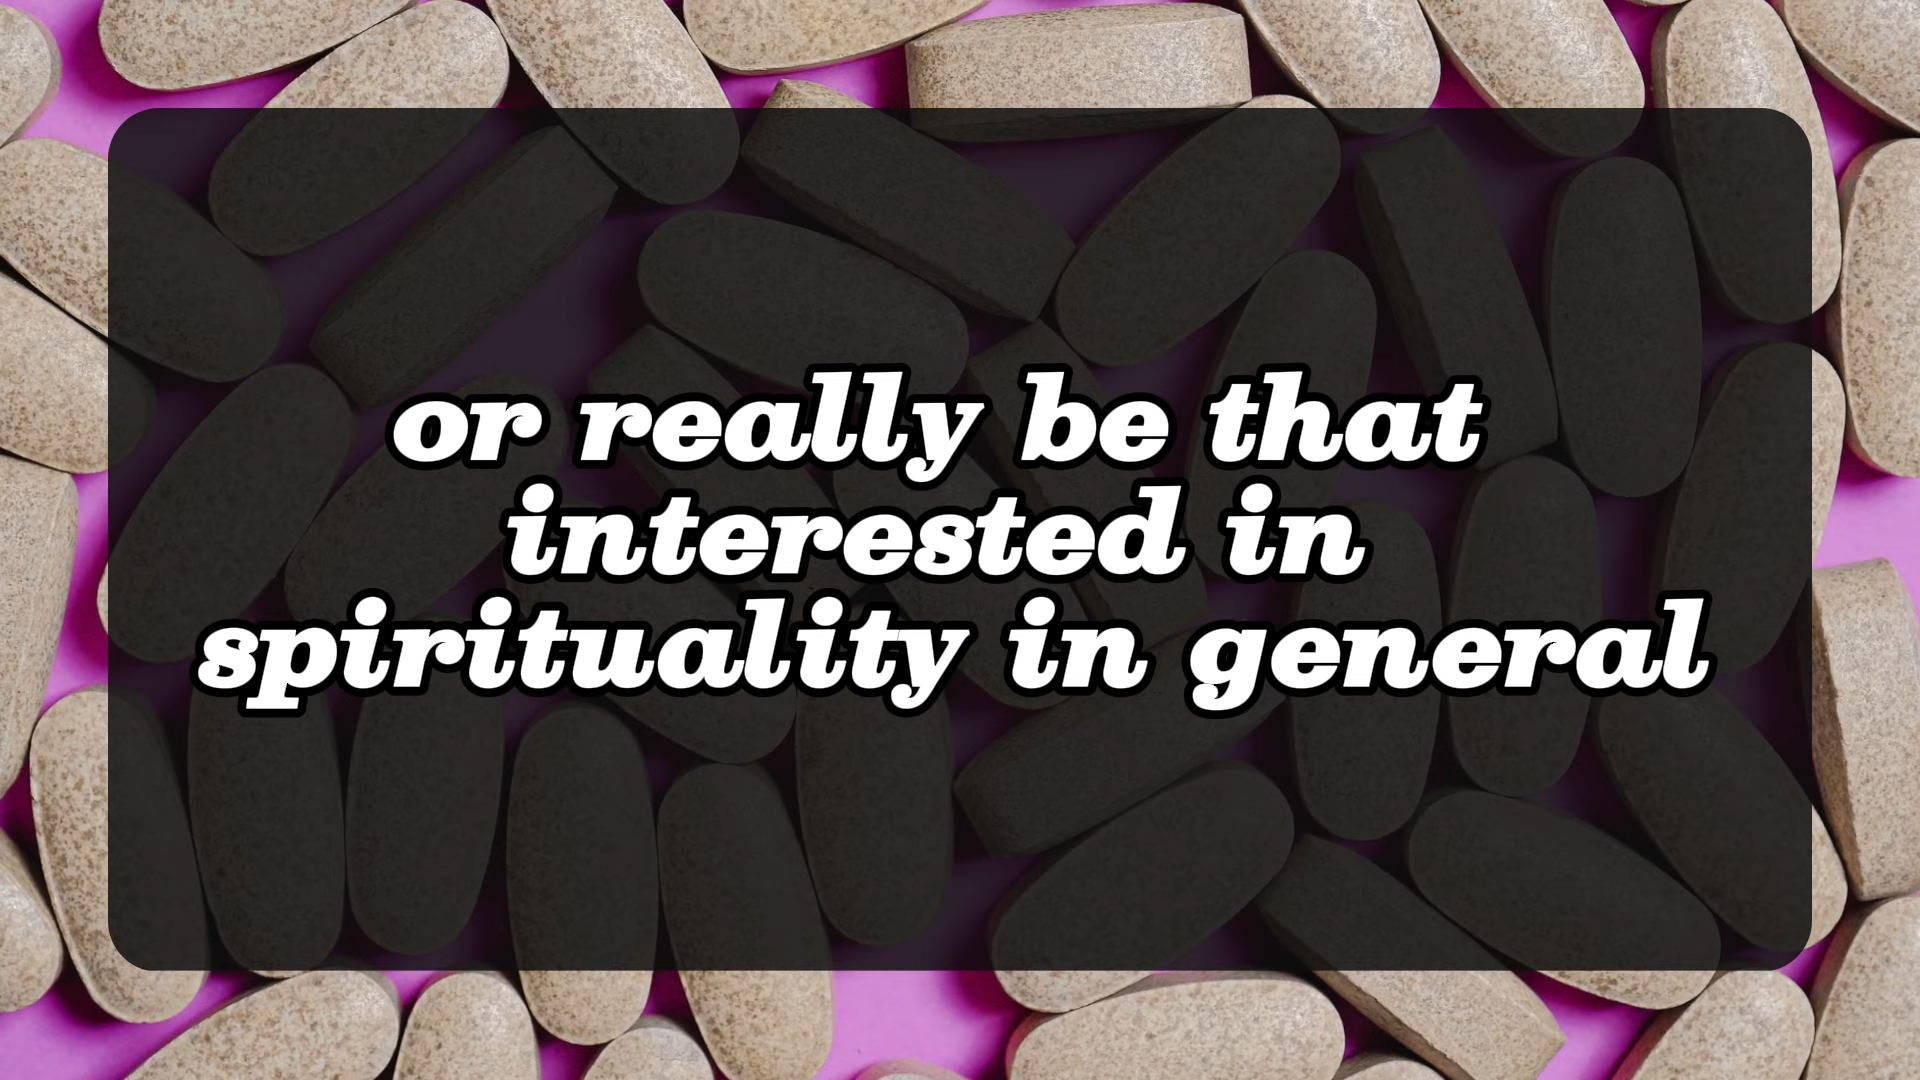 or really be that
interested in
spirituality in general